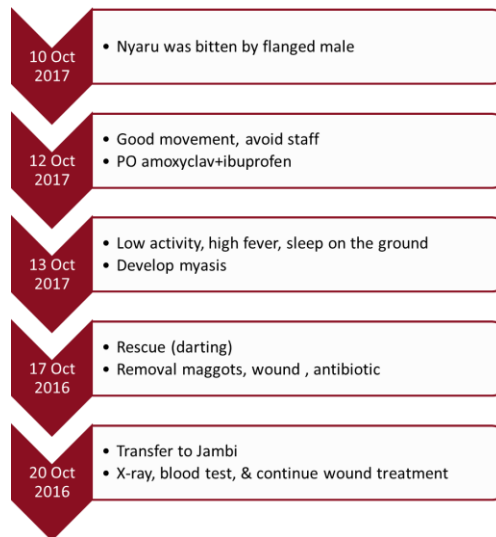 10 Oct
2017
• Nyaru was bitten by flanged male
12 Oct
2017
• Good movement, avoid staff
• PO amoxyclav+ibuprofen
13 Oct
2017
• Low activity, high fever, sleep on the ground
• Develop myasis
17 Oct
2016
• Rescue (darting)
• Removal maggots, wound , antibiotic
20 Oct
2016
• Transfer to Jambi
• X-ray, blood test, & continue wound treatment